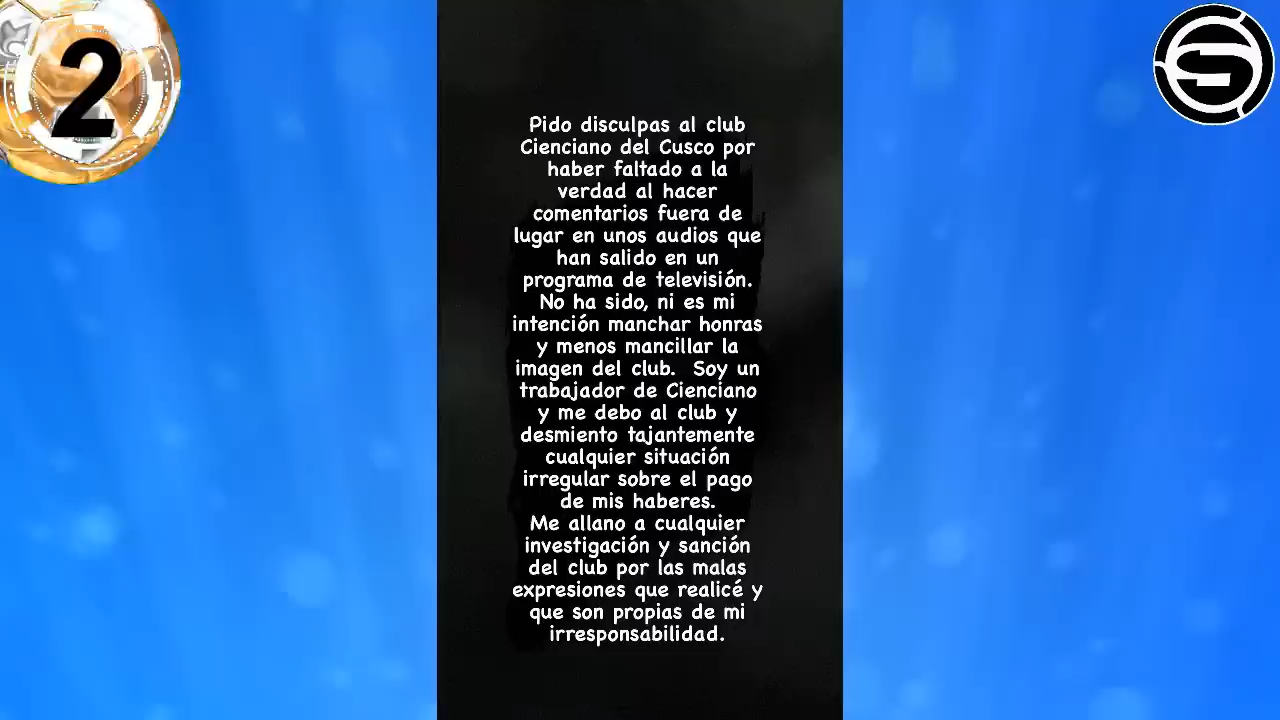 2
Pido disculpas al club
Cienciano del Cusco por
haber faltado a la
verdad al hacer
comentarios fuera de
lugar en unos audios que
han salido en un
programa de televisión.
No ha sido, ni es mi
intención manchar honras
y menos mancillar la
imagen del club. Soy un
trabajador de Cienciano
y me debo al club y
desmiento tajantemente
cualquier situación
irregular sobre el pago
de mis haberes.
Me allano a cualquier
investigación y sanción
del club por las malas
expresiones que realicé y
que son propias de mi
irresponsabilidad.